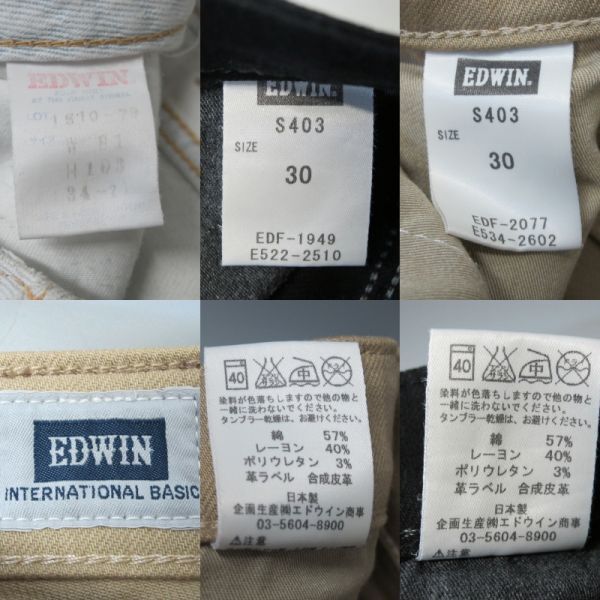 EDWIN
1810-79
EDWIN.
S403
SIZE
30
EDF-1949
E522-2510
EDWIN.
S403
SIZE
30
EDF-2077
E534-2602
EDWIN
INTERNATIONAL BASIC
40 中
染料が色落ちしますので他の物と
一緒に洗わないでください。
タンブラー乾燥は、お避けください。
綿 57%
レーヨン 40%
ポリウレタン 3%
革ラベル 合成皮革
日本製
企画生産㈱エドウイン商事
03-5604-8900
⚠注意
40 中
染料が色落ちしますので他の物と
一緒に洗わないでください。
タンブラー乾燥は、お避けください。
綿 57%
レーヨン 40%
ポリウレタン 3%
革ラベル 合成皮革
日本製
企画生産㈱エドウイン商事
03-5604-8900
⚠注意